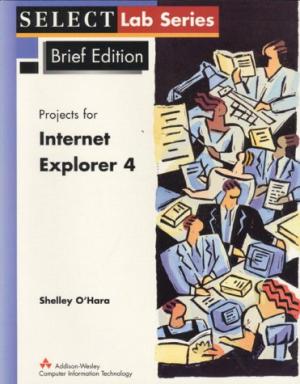 SELECT Lab Series
Brief Edition
Projects for
Internet
Explorer 4
Shelley O'Hara
Addison-Wesley
Computer Information Technology